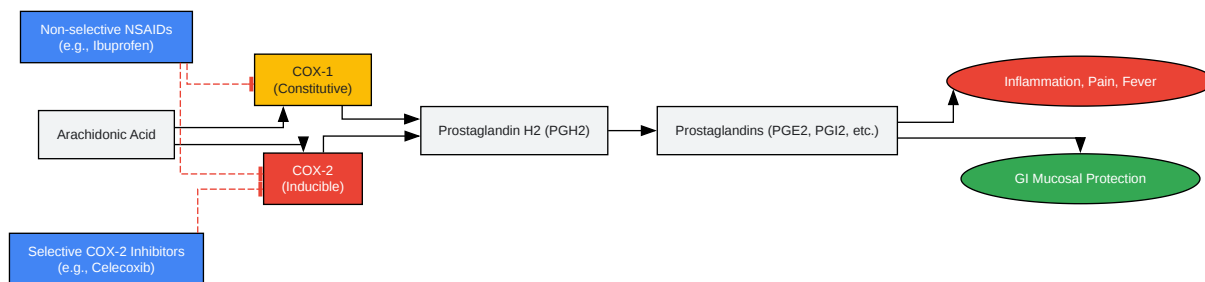 Non-selective NSAIDs
(e.g., Ibuprofen)
COX-1
(Constitutive)
Inflammation, Pain, Fever
Arachidonic Acid
Prostaglandin H2 (PGH2)
Prostaglandins (PGE2, PGI2, etc.)
COX-2
(Inducible)
GI Mucosal Protection
Selective COX-2 Inhibitors
(e.g., Celecoxib)